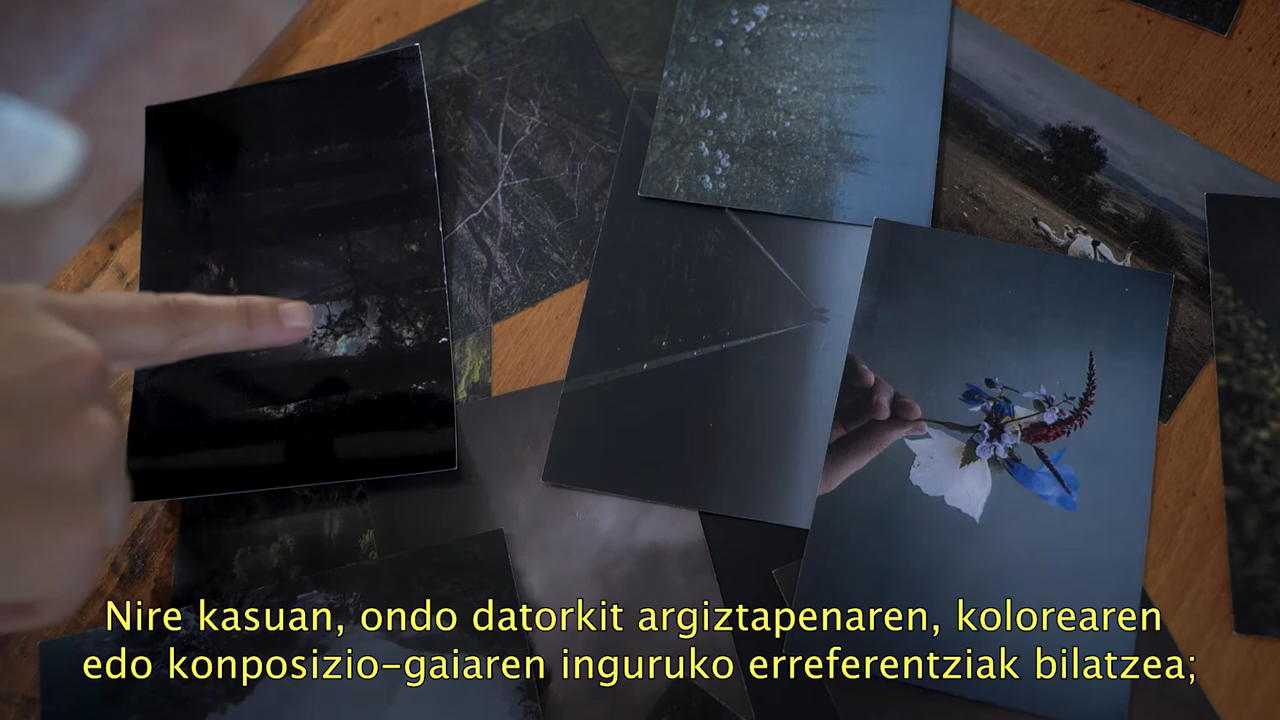 Nire kasuan, ondo datorkit argiztapenaren, kolorearen
edo konposizio-gaiaren inguruko erreferentziak bilatzea;